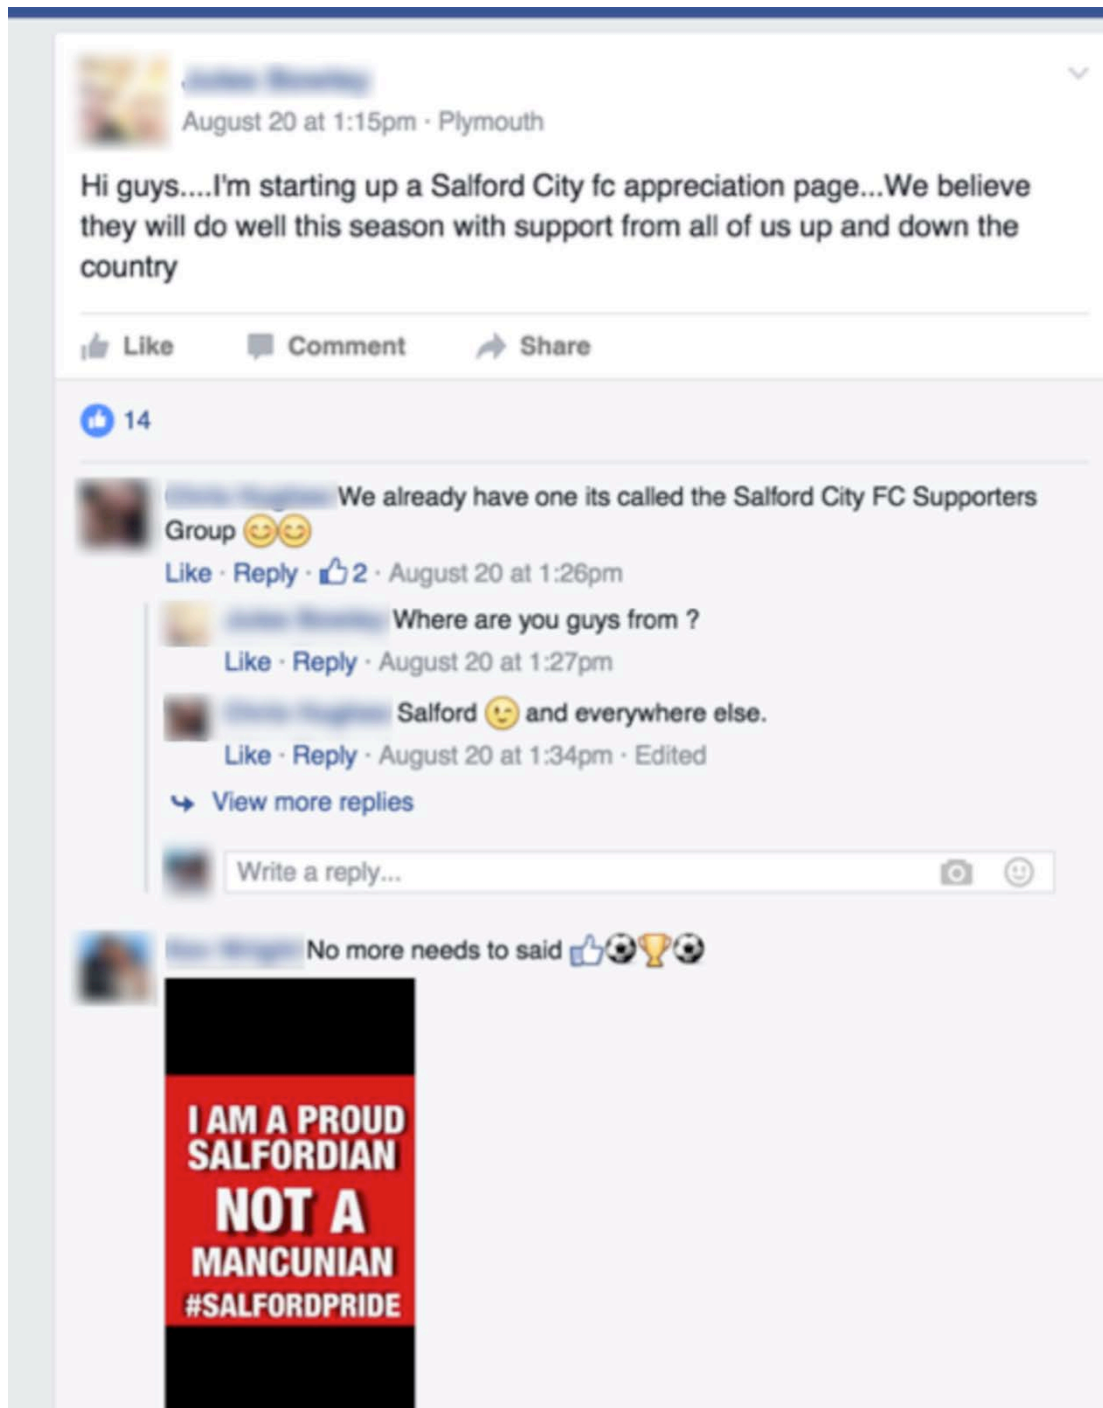 August 20 at 1:15pm · Plymouth
Hi guys....I'm starting up a Salford City fc appreciation page...We believe
they will do well this season with support from all of us up and down the
country
Like Comment Share
14
We already have one its called the Salford City FC Supporters
Group 😊😊
Like · Reply · 2 · August 20 at 1:26pm
Where are you guys from ?
Like · Reply · August 20 at 1:27pm
Salford 😉 and everywhere else.
Like · Reply · August 20 at 1:34pm · Edited
View more replies
Write a reply...
No more needs to said 👍⚽🏆⚽
I AM A PROUD
SALFORDIAN
NOT A
MANCUNIAN
#SALFORDPRIDE